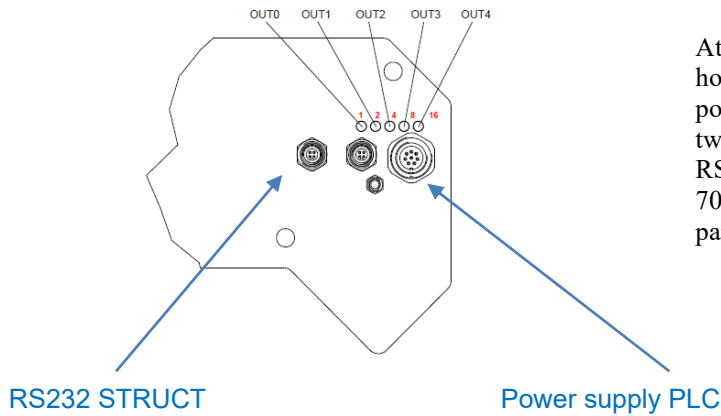 OUT0 OUT1 OUT2 OUT3 OUT4
1 2 4 8 16
At
ho
po
tw
RS
70
pa
RS232 STRUCT
Power supply PLC